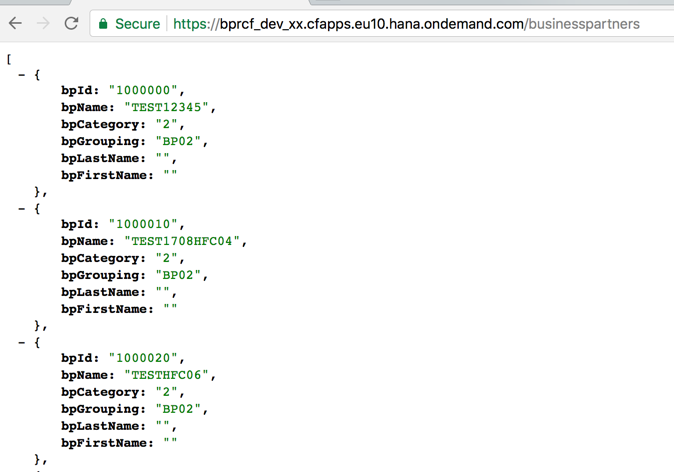 Secure https://bprcf_dev_xx.cfapps.eu10.hana.ondemand.com/businesspartners
[
- {
bpId: "1000000",
bpName: "TEST12345",
bpCategory: "2",
bpGrouping: "BP02",
bpLastName: "",
bpFirstName: ""
},
- {
bpId: "1000010",
bpName: "TEST1708HFC04",
bpCategory: "2",
bpGrouping: "BP02",
bpLastName: "",
bpFirstName: ""
},
- {
bpId: "1000020",
bpName: "TESTHFC06",
bpCategory: "2",
bpGrouping: "BP02",
bpLastName: "",
bpFirstName: ""
},